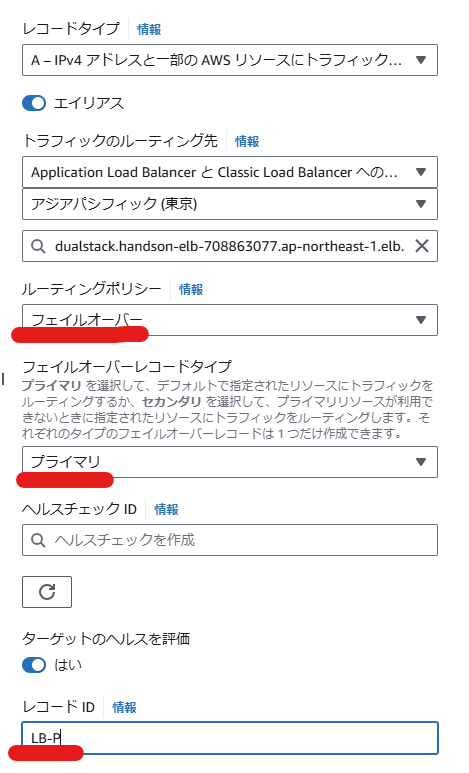 レコードタイプ 情報
A – IPv4 アドレスと一部の AWS リソースにトラフィック...
エイリアス
トラフィックのルーティング先 情報
Application Load Balancer と Classic Load Balancer への...
アジアパシフィック (東京)
dualstack.handson-elb-708863077.ap-northeast-1.elb.
ルーティングポリシー 情報
フェイルオーバー
フェイルオーバーレコードタイプ
プライマリ を選択して、デフォルトで指定されたリソースにトラフィックを
ルーティングするか、セカンダリ を選択して、プライマリリソースが利用で
きないときに指定されたリソースにトラフィックをルーティングします。そ
れぞれのタイプのフェイルオーバーレコードは 1 つだけ作成できます。
プライマリ
ヘルスチェック ID 情報
ヘルスチェックを作成
ターゲットのヘルスを評価
はい
レコード ID 情報
LB-P